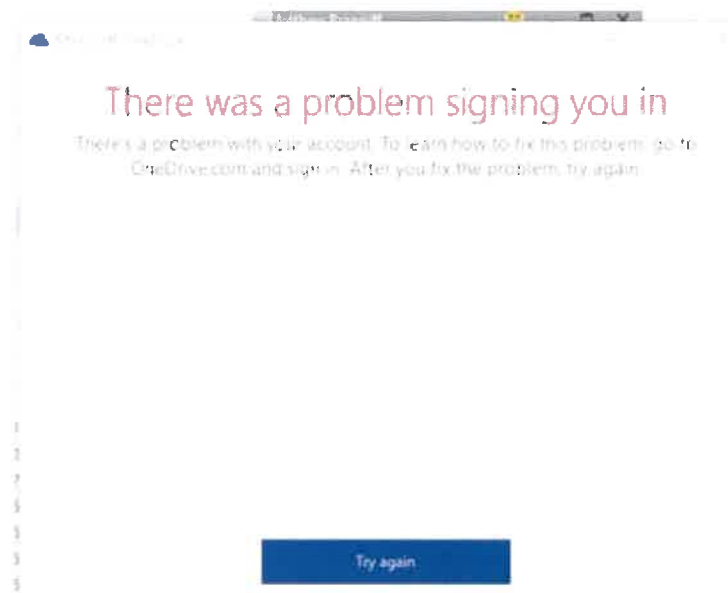 There was a problem signing you in
There's a problem with your account. To learn how to fix this problem, go to
OneDrive.com and sign in. After you fix the problem, try again.
Try again